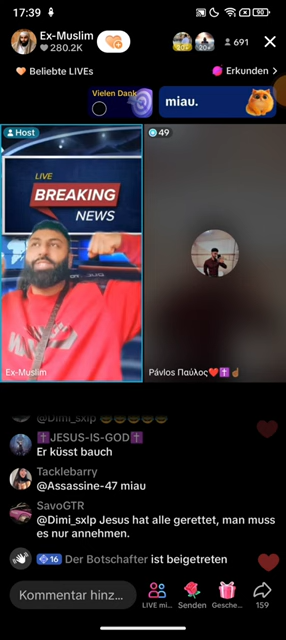 17:39
90
Ex-Muslim
280.2K
20+
691
Beliebte LIVEs
Erkunden >
Vielen Dank
miau.
Host
49
LIVE
BREAKING
NEWS
Ex-Muslim
Pávlos Παύλος❤️✝️☝🏾
@Dimi_sxlp 😂😂😂😂😂
✝️JESUS-IS-GOD✝️
Er küsst bauch
Tacklebarry
@Assassine-47 miau
SavoGTR
@Dimi_sxlp Jesus hat alle gerettet, man muss
es nur annehmen.
16 Der Botschafter ist beigetreten
Kommentar hinz...
LIVE mi... Senden Gesche... 159